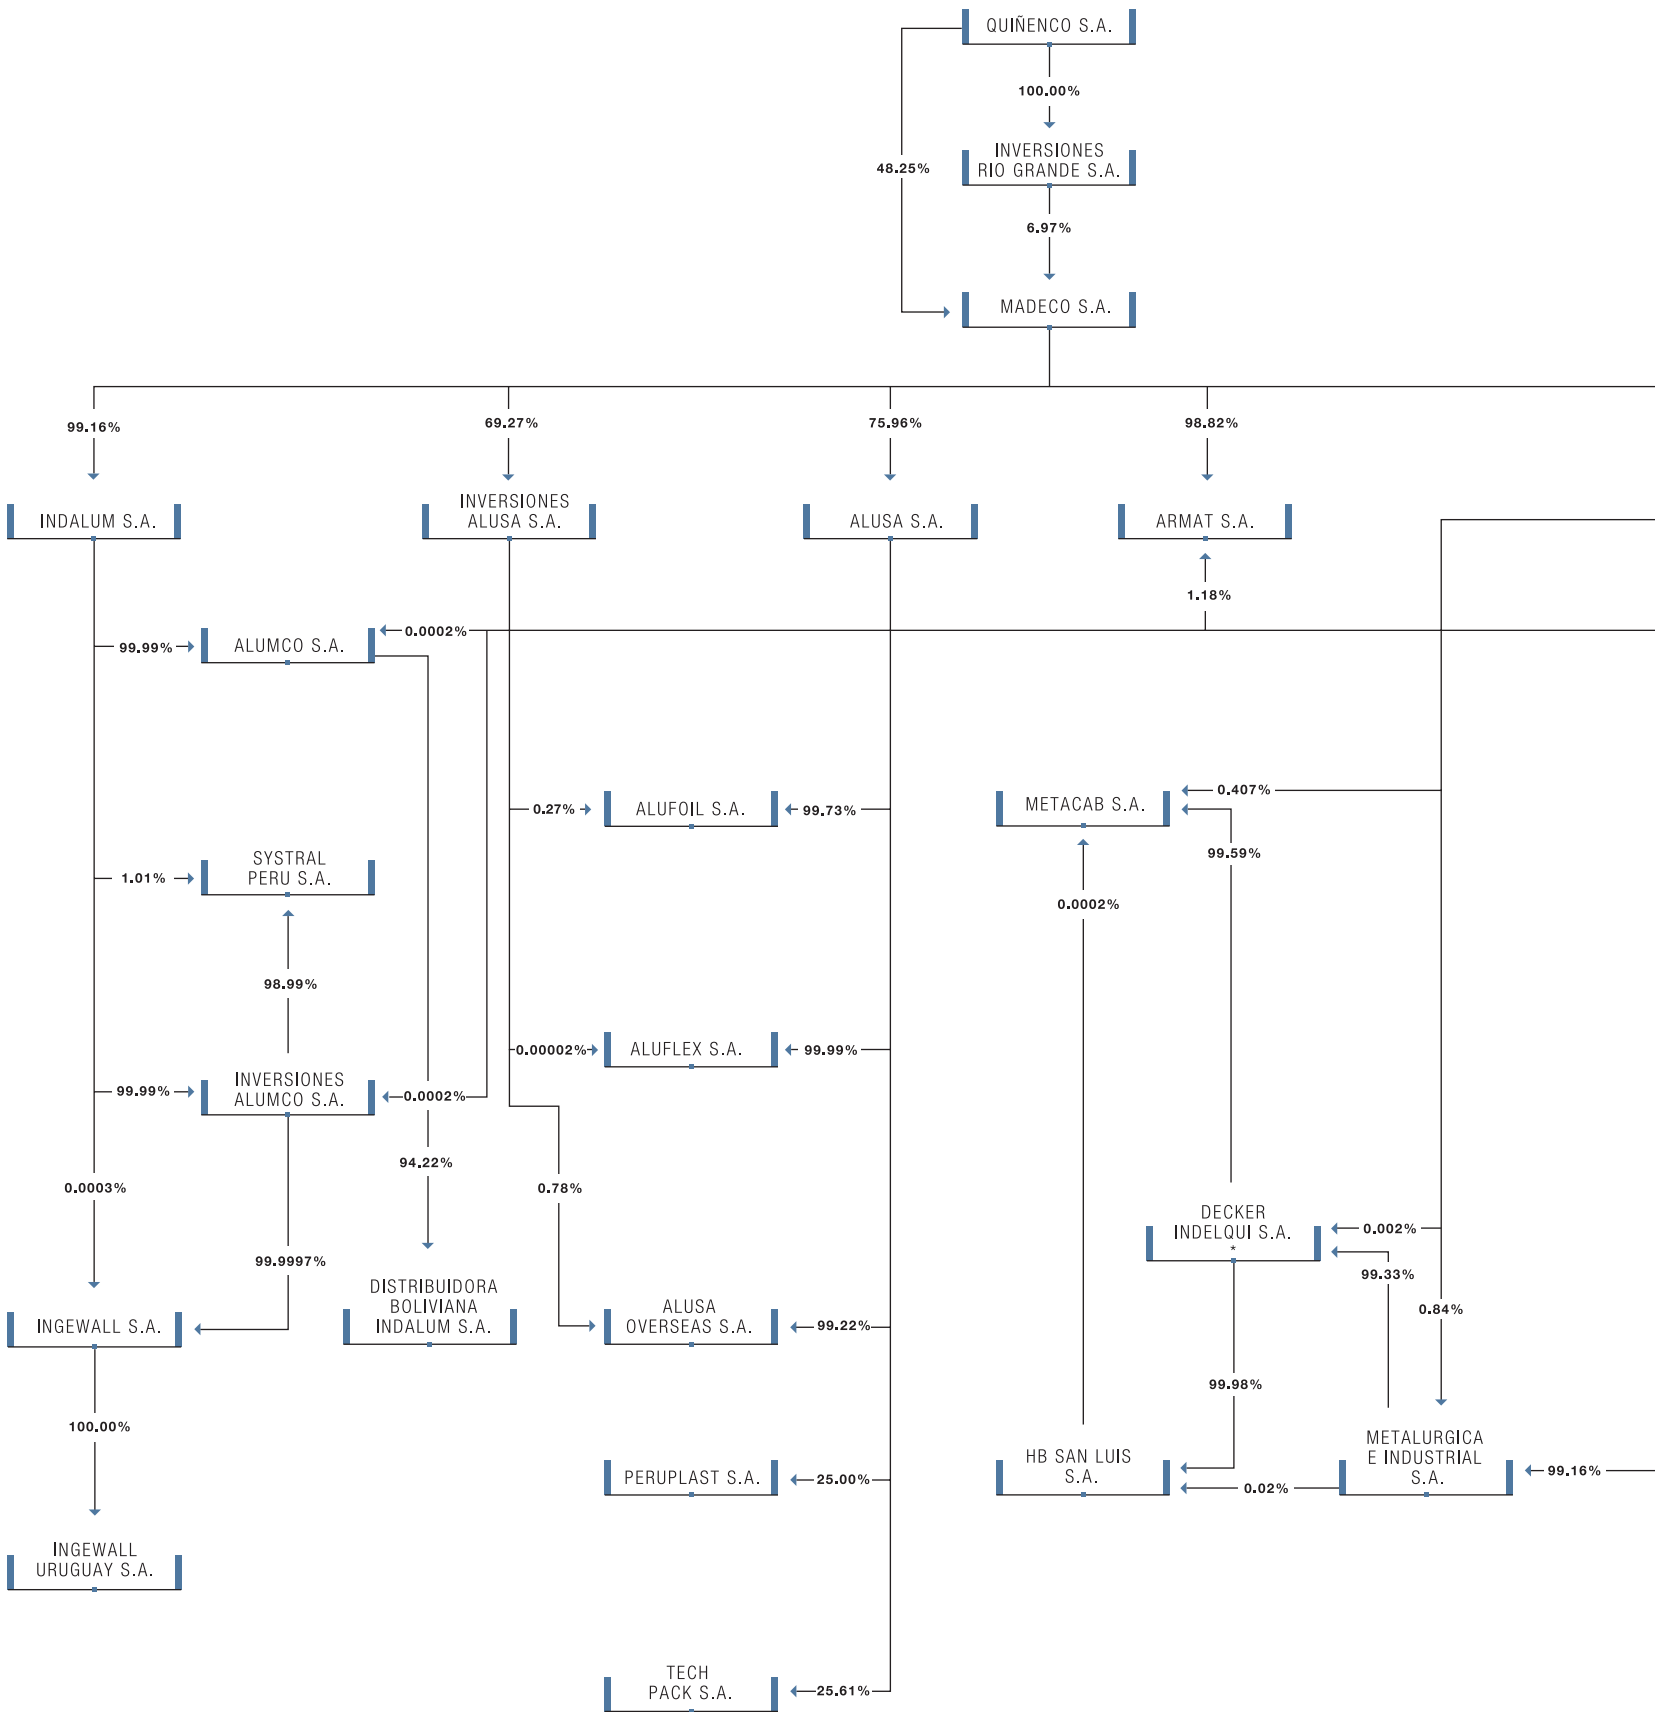 QUIÑENCO S.A.
100.00%
INVERSIONES
RIO GRANDE S.A.
48.25%
6.97%
MADECO S.A.
99.16%
69.27%
75.96%
98.82%
INDALUM S.A.
INVERSIONES
ALUSA S.A.
ALUSA S.A.
ARMAT S.A.
1.18%
99.99%
ALUMCO S.A.
0.0002%
0.27%
ALUFOIL S.A.
99.73%
METACAB S.A.
0.407%
99.59%
SYSTRAL
PERU S.A.
1.01%
0.0002%
98.99%
0.00002%
ALUFLEX S.A.
99.99%
99.99%
INVERSIONES
ALUMCO S.A.
0.0002%
94.22%
0.0003%
0.78%
DECKER
INDELQUI S.A.
*
0.002%
99.9997%
99.33%
INGEWALL S.A.
DISTRIBUIDORA
BOLIVIANA
INDALUM S.A.
ALUSA
OVERSEAS S.A.
99.22%
0.84%
99.98%
100.00%
PERUPLAST S.A.
25.00%
HB SAN LUIS
S.A.
0.02%
METALURGICA
E INDUSTRIAL
S.A.
99.16%
INGEWALL
URUGUAY S.A.
TECH
PACK S.A.
25.61%